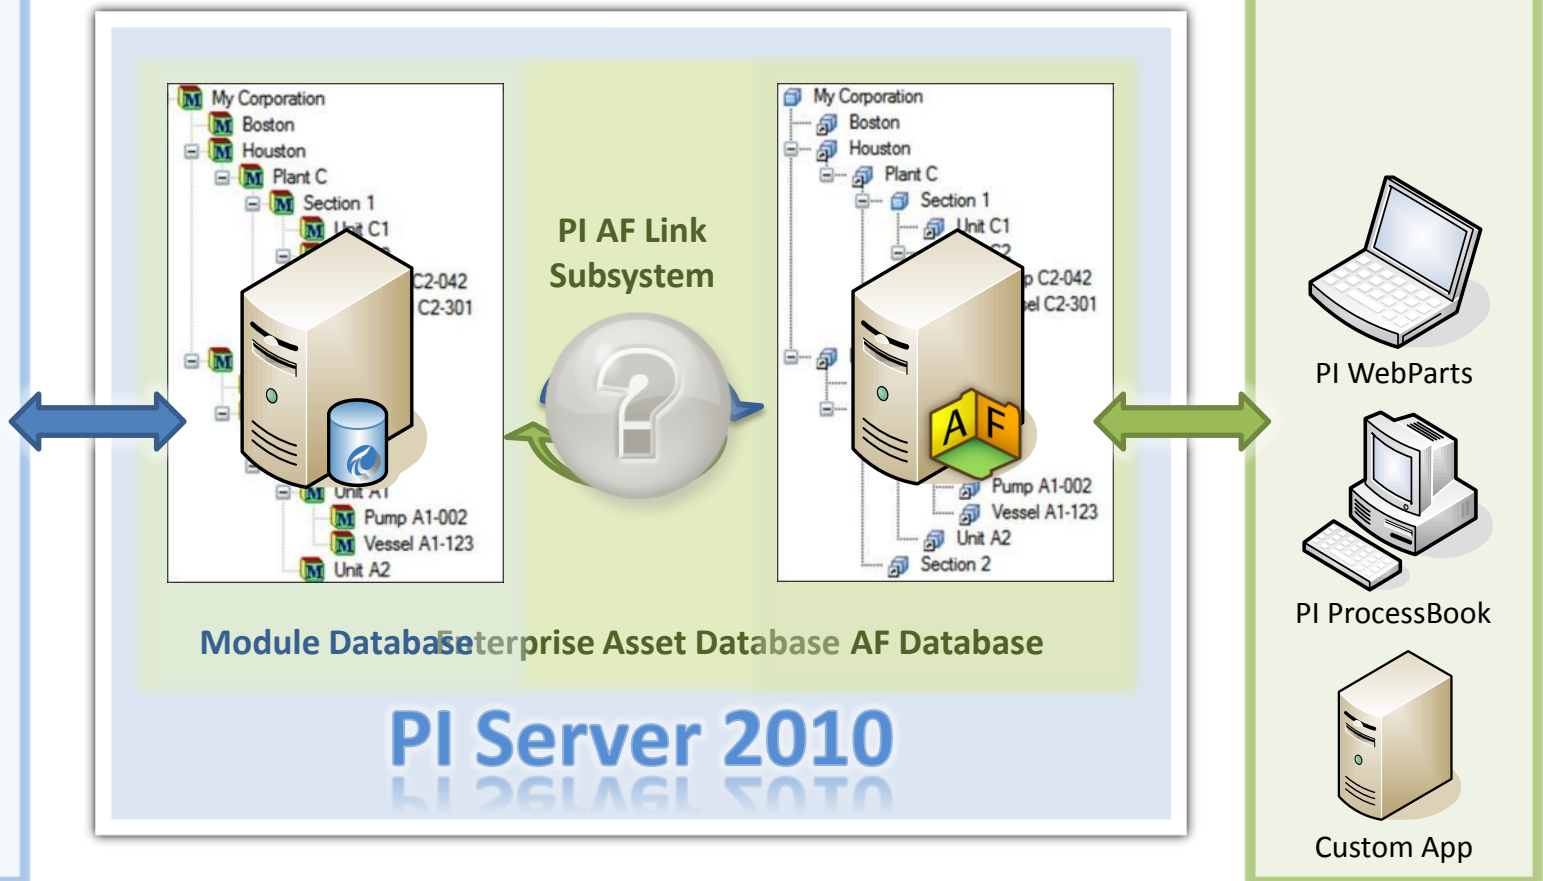 My Corporation
Boston
Houston
Plant C
Section 1
Unit C1
C2-042
C2-301
Unit A1
Pump A1-002
Vessel A1-123
Unit A2
PI AF Link
Subsystem
My Corporation
Boston
Houston
Plant C
Section 1
Unit C1
C2
C2-042
C2-301
AF
Pump A1-002
Vessel A1-123
Unit A2
Section 2
Module Database
Enterprise Asset Database
AF Database
PI Server 2010
PI WebParts
PI ProcessBook
Custom App